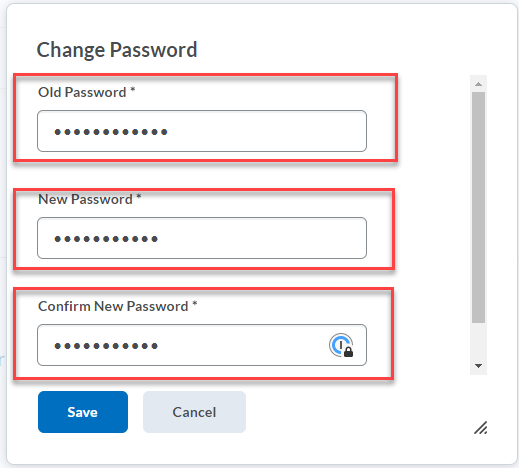 Change Password
Old Password *
••••••••••••
New Password *
•••••••••••
Confirm New Password *
•••••••••••
Save Cancel